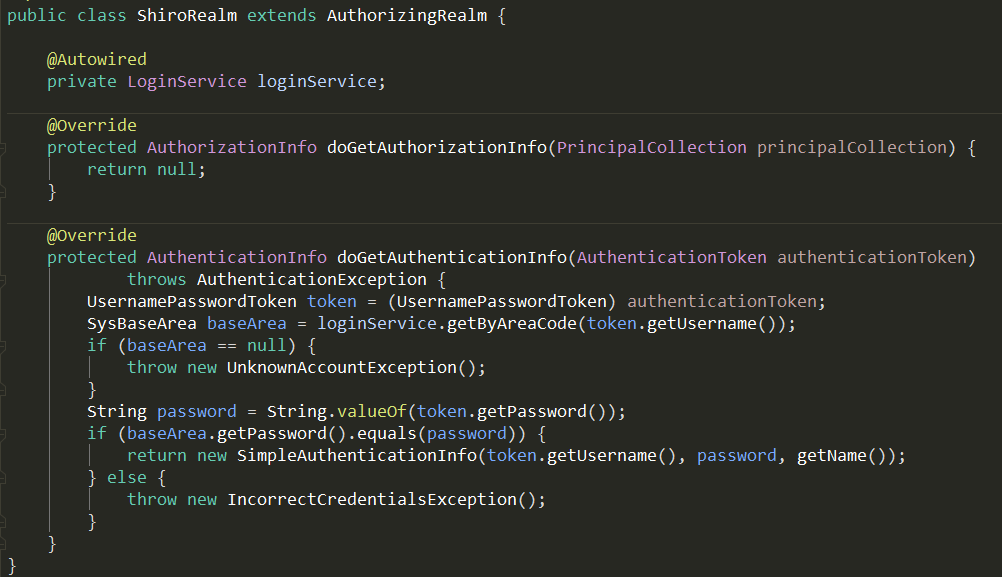 public class ShiroRealm extends AuthorizingRealm {
@Autowired
private LoginService loginService;
@Override
protected AuthorizationInfo doGetAuthorizationInfo(PrincipalCollection principalCollection) {
return null;
}
@Override
protected AuthenticationInfo doGetAuthenticationInfo(AuthenticationToken authenticationToken)
throws AuthenticationException {
UsernamePasswordToken token = (UsernamePasswordToken) authenticationToken;
SysBaseArea baseArea = loginService.getByAreaCode(token.getUsername());
if (baseArea == null) {
throw new UnknownAccountException();
}
String password = String.valueOf(token.getPassword());
if (baseArea.getPassword().equals(password)) {
return new SimpleAuthenticationInfo(token.getUsername(), password, getName());
} else {
throw new IncorrectCredentialsException();
}
}
}